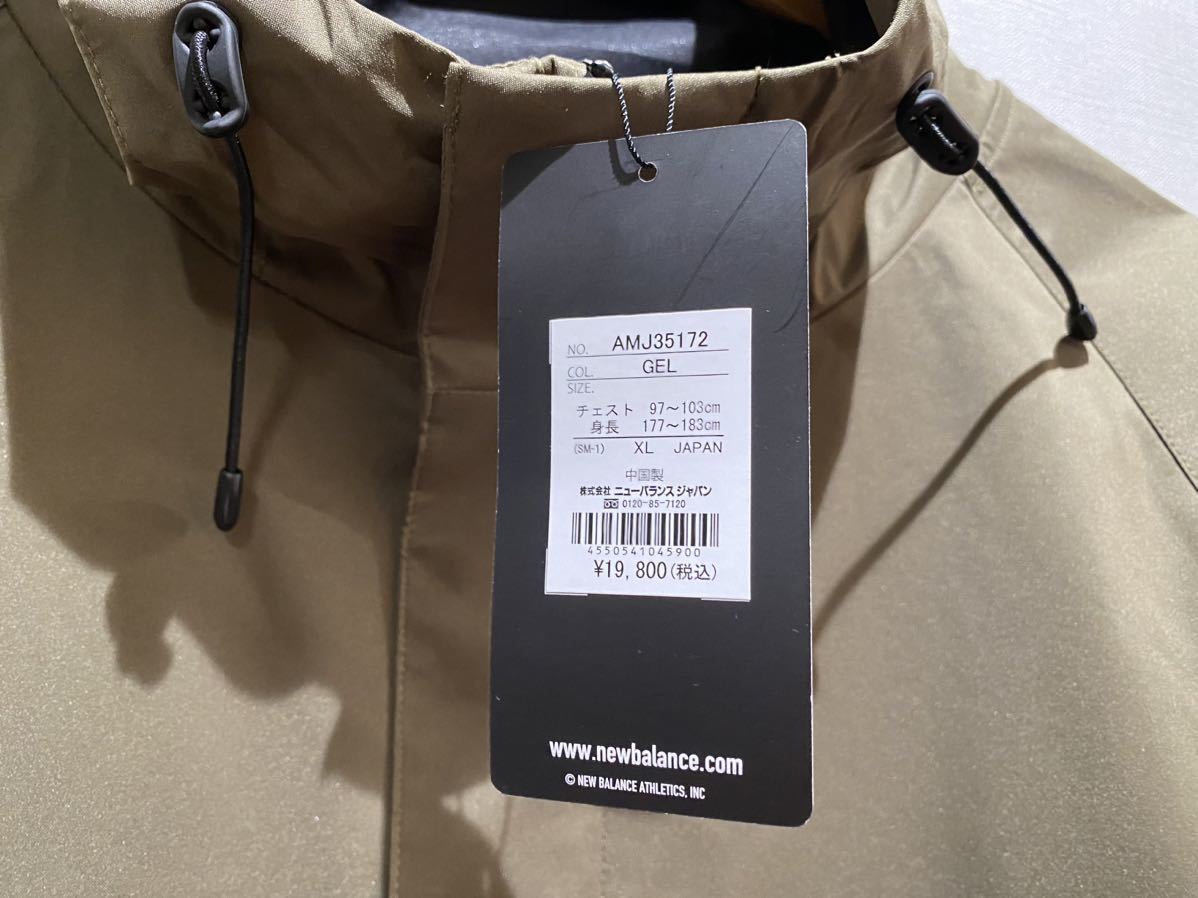 NO. AMJ35172
COL. GEL
SIZE.
チェスト 97～103cm
身長 177～183cm
(SM-1) XL JAPAN
中国製
株式会社 ニューバランス ジャパン
0120-85-7120
4550541045900
¥19,800(税込)
www.newbalance.com
© NEW BALANCE ATHLETICS, INC